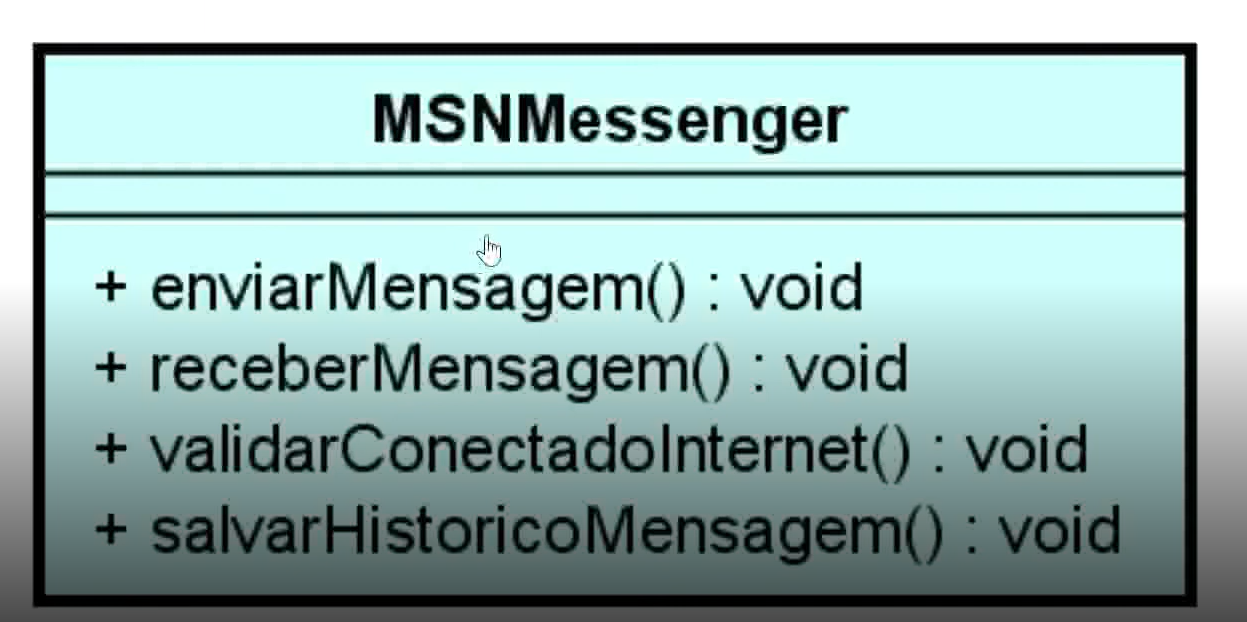 MSNMessenger
+ enviarMensagem() : void
+ receberMensagem() : void
+ validarConectadoInternet() : void
+ salvarHistoricoMensagem() : void